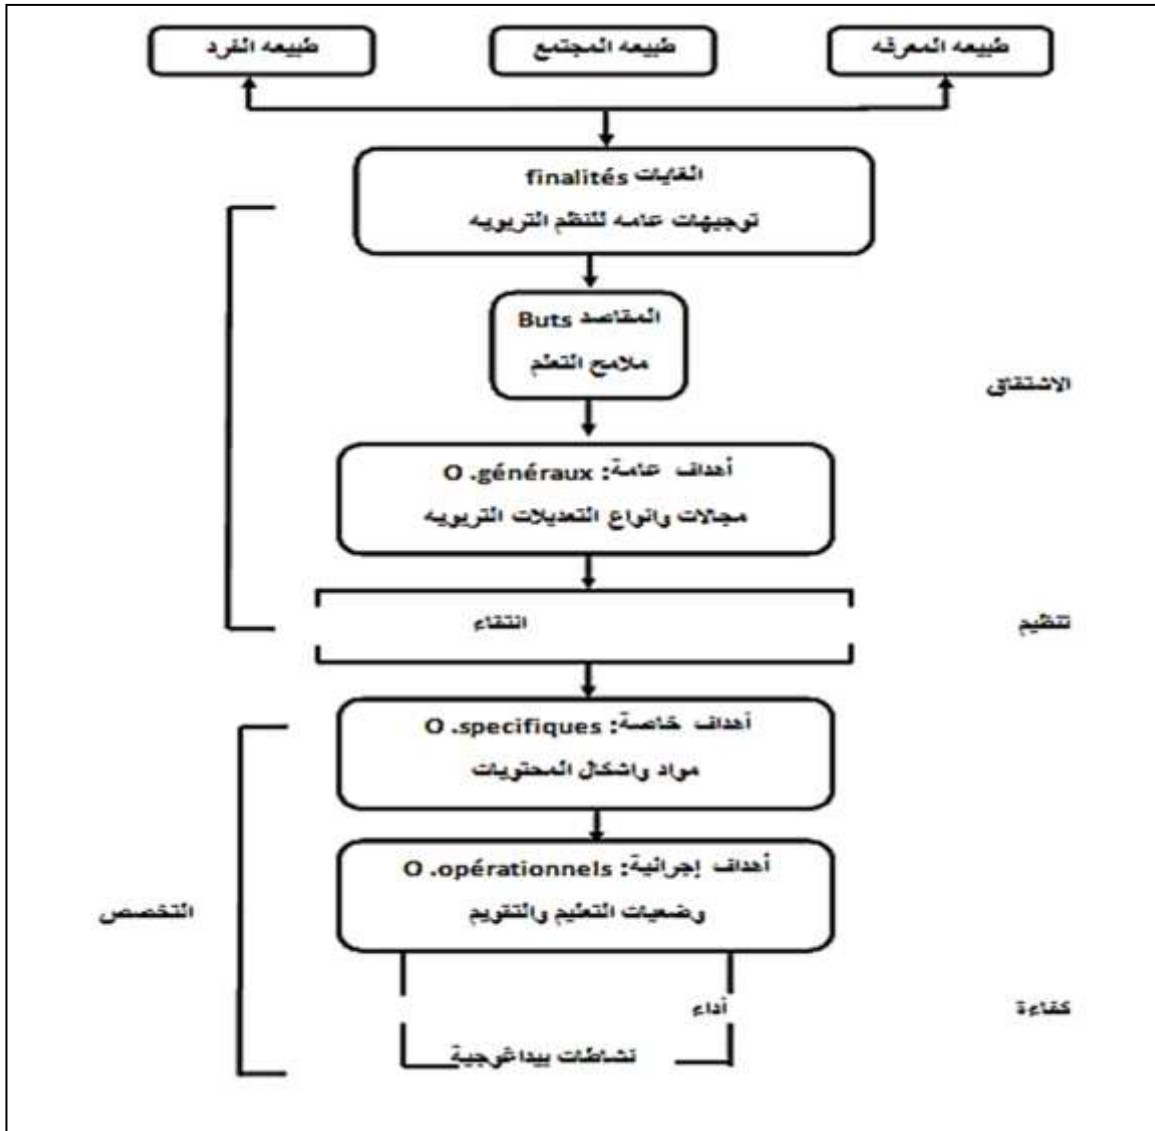 طبيعه المعرفه
طبيعه المجتمع
طبيعه الفرد
الغايات finalités
توجيهات عامه للنظم التربويه
المقاصد Buts
ملامح التعلم
الاشتقاق
أهداف عامة: O .généraux
مجالات وانواع التعديلات التربويه
تنظيم
انتقاء
أهداف خاصة: O .specifiques
مواد واشكال المحتويات
أهداف إجرائية: O .opérationnels
وضعيات التعليم والتقويم
التخصص
كفاءة
أداء
نشاطات بيداغوجية